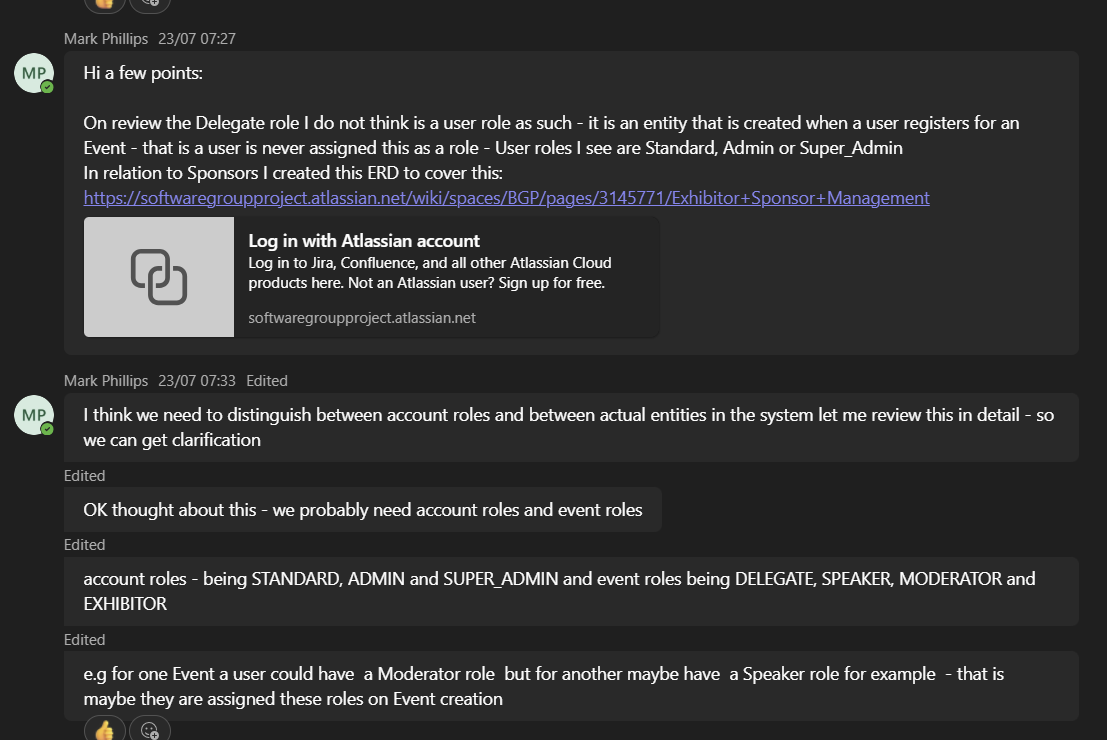 Mark Phillips 23/07 07:27
MP
Hi a few points:
On review the Delegate role I do not think is a user role as such - it is an entity that is created when a user registers for an
Event - that is a user is never assigned this as a role - User roles I see are Standard, Admin or Super_Admin
In relation to Sponsors I created this ERD to cover this:
https://softwaregroupproject.atlassian.net/wiki/spaces/BGP/pages/3145771/Exhibitor+Sponsor+Management
Log in with Atlassian account
Log in to Jira, Confluence, and all other Atlassian Cloud
products here. Not an Atlassian user? Sign up for free.
softwaregroupproject.atlassian.net
Mark Phillips 23/07 07:33 Edited
MP
I think we need to distinguish between account roles and between actual entities in the system let me review this in detail - so
we can get clarification
Edited
OK thought about this - we probably need account roles and event roles
Edited
account roles - being STANDARD, ADMIN and SUPER_ADMIN and event roles being DELEGATE, SPEAKER, MODERATOR and
EXHIBITOR
Edited
e.g for one Event a user could have a Moderator role but for another maybe have a Speaker role for example - that is
maybe they are assigned these roles on Event creation